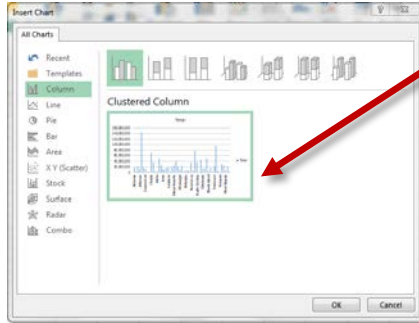 Insert Chart
All Charts
Recent
Templates
Column
Line
Pie
Bar
Area
X Y (Scatter)
Stock
Surface
Radar
Combo
Clustered Column
OK
Cancel